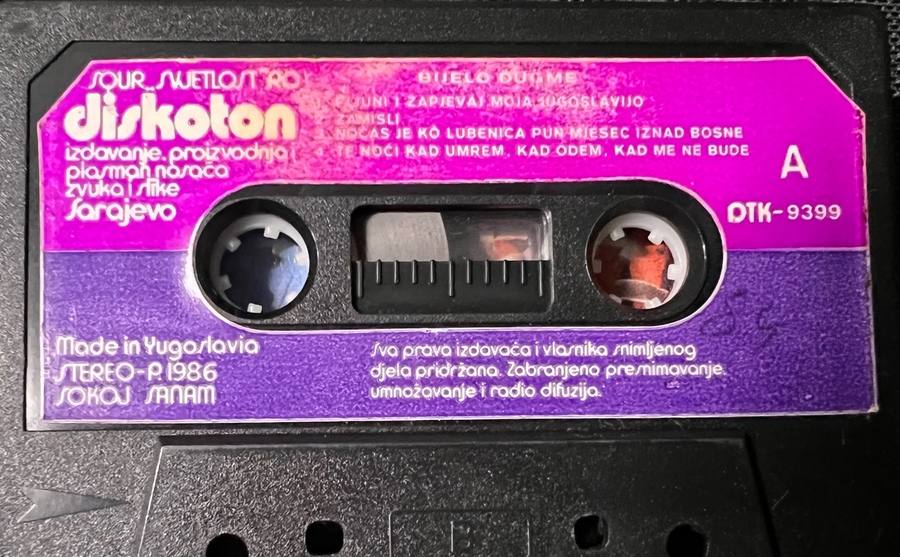 SOUR SVJETLOST RO
diskoton
izdavanje, proizvodnja i
plasman nosača
zvuka i slike
Sarajevo
BIJELO DUGME
1. PLJUNI I ZAPJEVAJ MOJA JUGOSLAVIJO
2. ZAMISLI
3. NOĆAS JE KO LUBENICA PUN MJESEC IZNAD BOSNE
4. TE NOĆI KAD UMREM, KAD ODEM, KAD ME NE BUDE
A
DTK-9399
Made in Yugoslavia
STEREO-P. 1986
SOKOJ SANAM
Sva prava izdavača i vlasnika snimljenog
djela pridržana. Zabranjeno presnimavanje,
umnožavanje i radio difuzija.